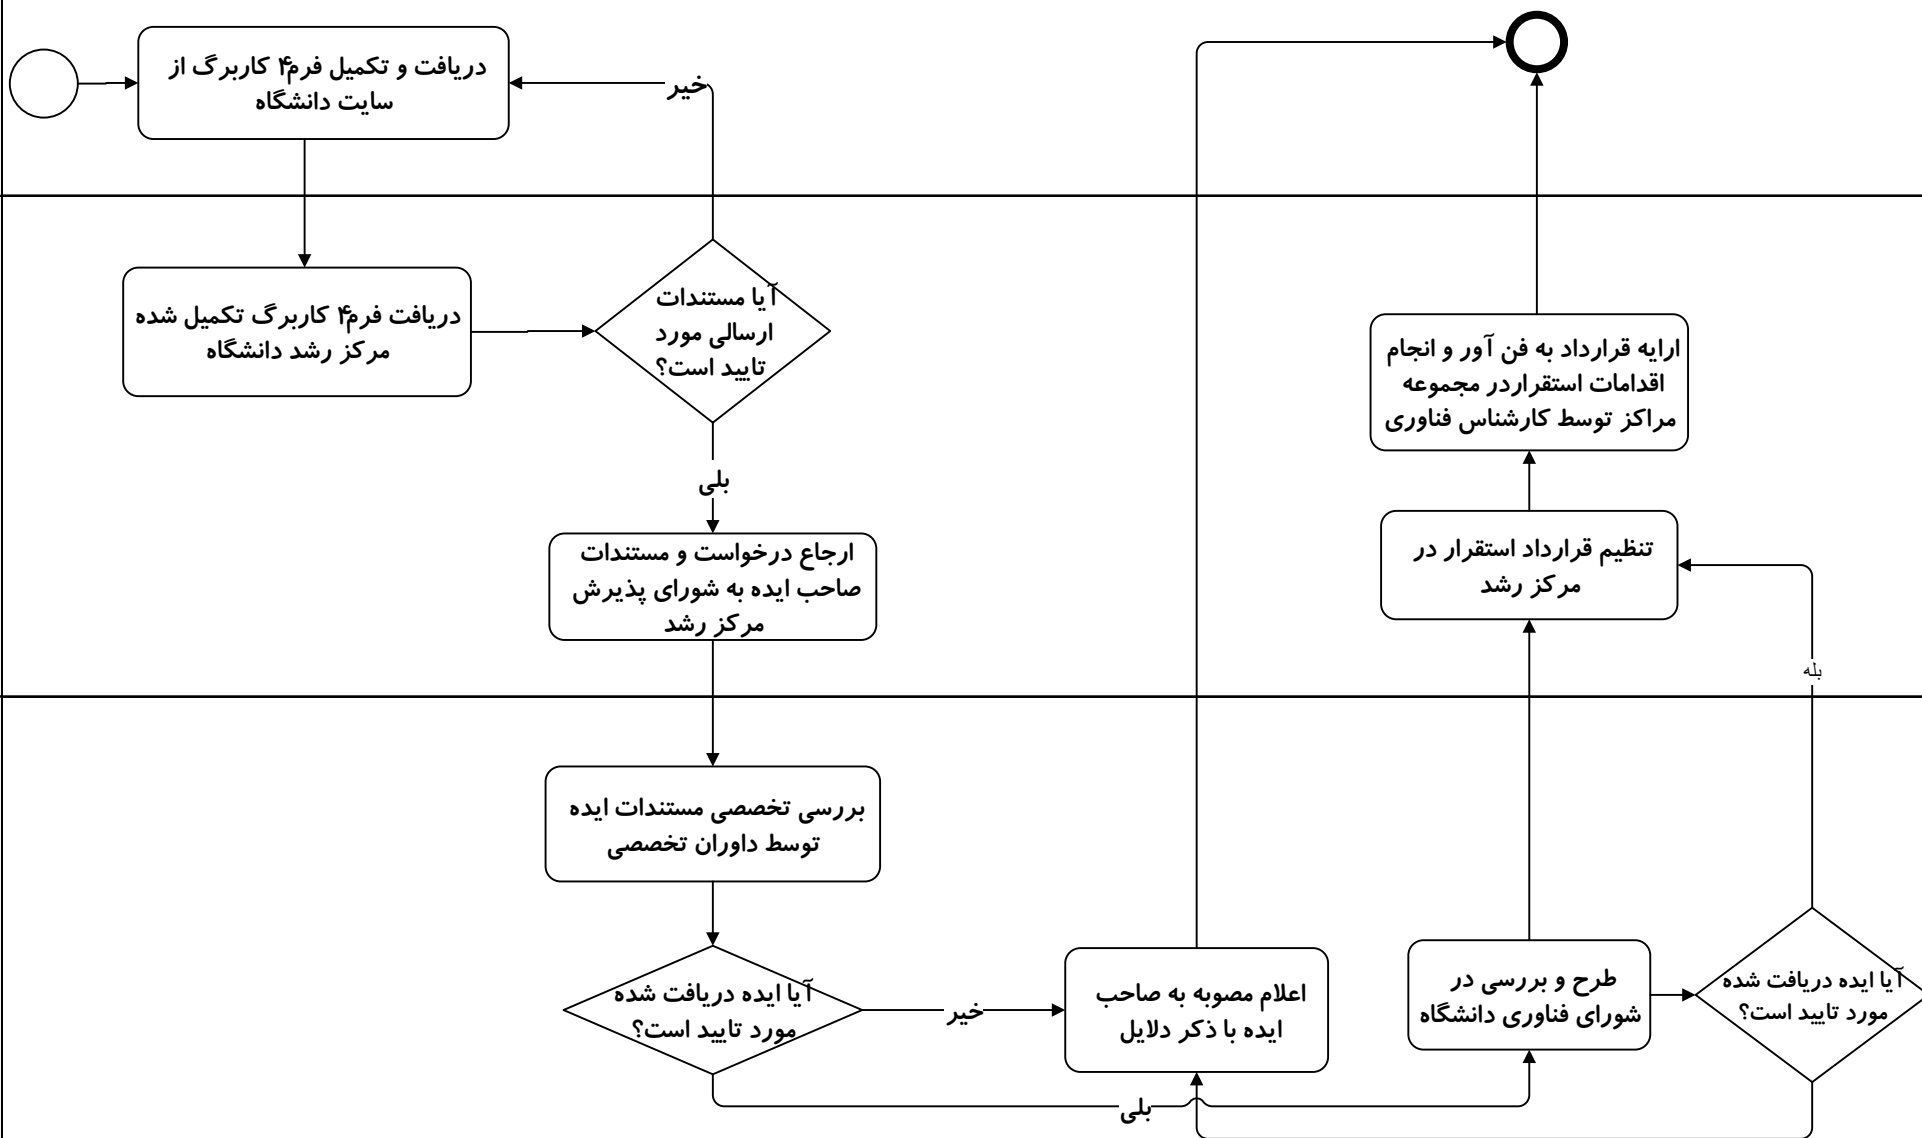 دریافت و تکمیل فرم۴ کاربرگ از
سایت دانشگاه
خیر
دریافت فرم۴ کاربرگ تکمیل شده
مرکز رشد دانشگاه
آیا مستندات
ارسالی مورد
تایید است؟
بلی
ارجاع درخواست و مستندات
صاحب ایده به شورای پذیرش
مرکز رشد
بررسی تخصصی مستندات ایده
توسط داوران تخصصی
آیا ایده دریافت شده
مورد تایید است؟
خیر
بلی
اعلام مصوبه به صاحب
ایده با ذکر دلایل
طرح و بررسی در
شورای فناوری دانشگاه
آیا ایده دریافت شده
مورد تایید است؟
بله
تنظیم قرارداد استقرار در
مرکز رشد
ارایه قرارداد به فن آور و انجام
اقدامات استقراردر مجموعه
مراکز توسط کارشناس فناوری